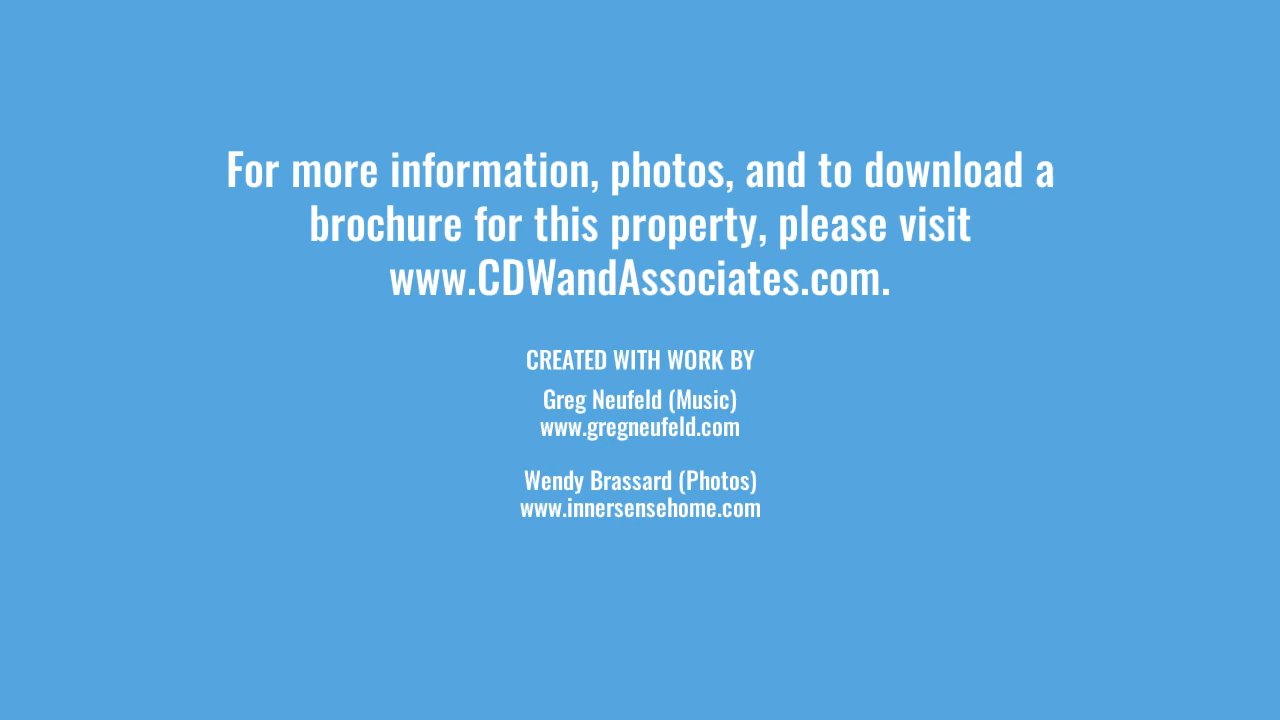 For more information, photos, and to download a
brochure for this property, please visit
www.CDWandAssociates.com.
CREATED WITH WORK BY
Greg Neufeld (Music)
www.gregneufeld.com
Wendy Brassard (Photos)
www.innersensehome.com